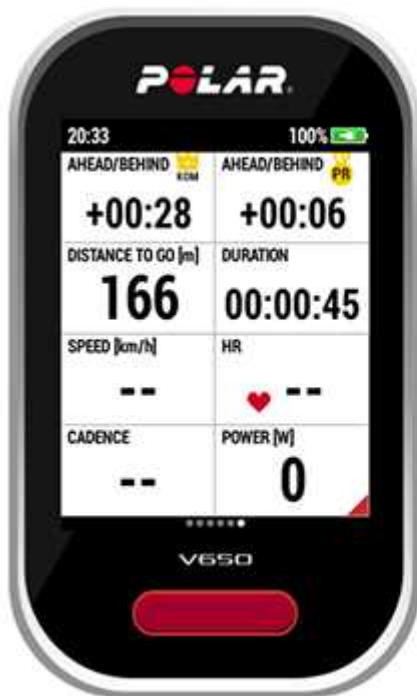 POLAR
20:33 100%
AHEAD/BEHIND KOM AHEAD/BEHIND PR
+00:28 +00:06
DISTANCE TO GO [m] DURATION
166 00:00:45
SPEED [km/h] HR
-- --
CADENCE POWER [W]
-- 0
V650